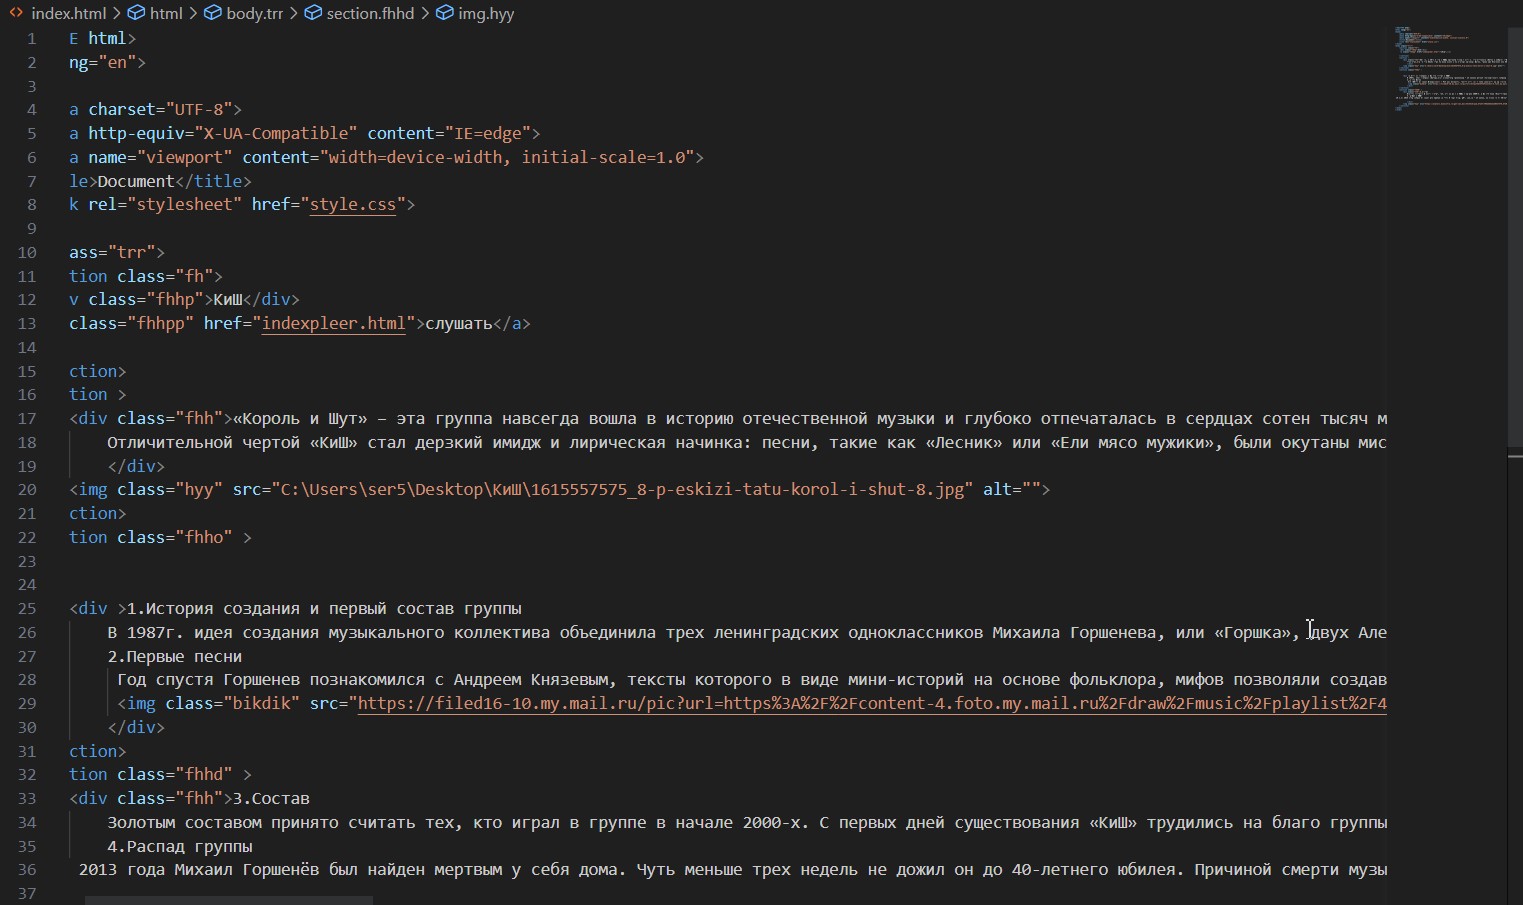 index.html > html > body.trr > section.fhhd > img.hyy
1 E html>
2 ng="en">
3
4 a charset="UTF-8">
5 a http-equiv="X-UA-Compatible" content="IE=edge">
6 a name="viewport" content="width=device-width, initial-scale=1.0">
7 le>Document</title>
8 k rel="stylesheet" href="style.css">
9
10 ass="trr">
11 tion class="fh">
12 v class="fhhp">КиШ</div>
13 class="fhhpp" href="indexpleer.html">слушать</a>
14
15 ction>
16 tion >
17 <div class="fhh">«Король и Шут» – эта группа навсегда вошла в историю отечественной музыки и глубоко отпечаталась в сердцах сотен тысяч м
18 Отличительной чертой «КиШ» стал дерзкий имидж и лирическая начинка: песни, такие как «Лесник» или «Ели мясо мужики», были окутаны мис
19 </div>
20 <img class="hyy" src="C:\Users\ser5\Desktop\КиШ\1615557575_8-p-eskizi-tatu-korol-i-shut-8.jpg" alt="">
21 ction>
22 tion class="fhho" >
23
24
25 <div >1.История создания и первый состав группы
26 В 1987г. идея создания музыкального коллектива объединила трех ленинградских одноклассников Михаила Горшенева, или «Горшка», двух Але
27 2.Первые песни
28 Год спустя Горшенев познакомился с Андреем Князевым, тексты которого в виде мини-историй на основе фольклора, мифов позволяли создав
29 <img class="bikdik" src="https://filed16-10.my.mail.ru/pic?url=https%3A%2F%2Fcontent-4.foto.my.mail.ru%2Fdraw%2Fmusic%2Fplaylist%2F4
30 </div>
31 ction>
32 tion class="fhhd" >
33 <div class="fhh">3.Состав
34 Золотым составом принято считать тех, кто играл в группе в начале 2000-х. С первых дней существования «КиШ» трудились на благо группы
35 4.Распад группы
36 2013 года Михаил Горшенёв был найден мертвым у себя дома. Чуть меньше трех недель не дожил он до 40-летнего юбилея. Причиной смерти музы
37